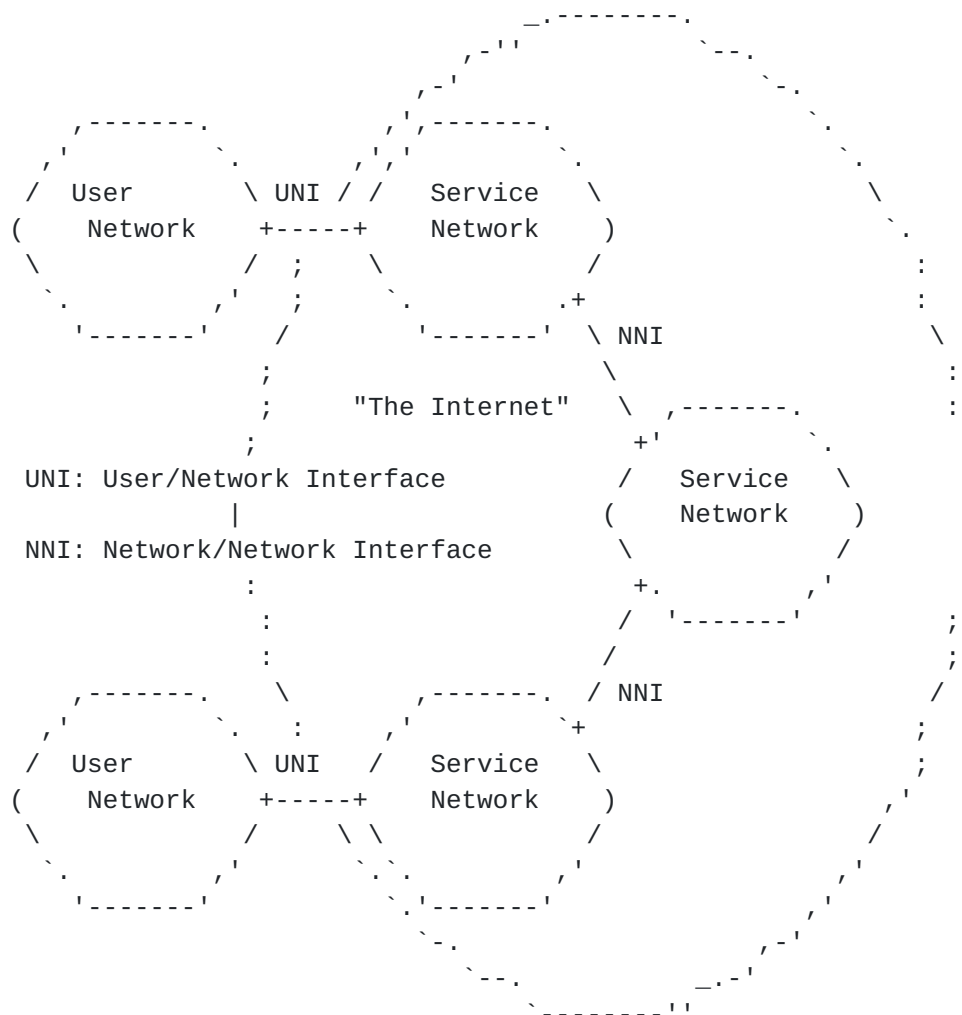 User UNI Service
Network Network
NNI
"The Internet"
UNI: User/Network Interface Service
Network
NNI: Network/Network Interface
NNI
User UNI Service
Network Network